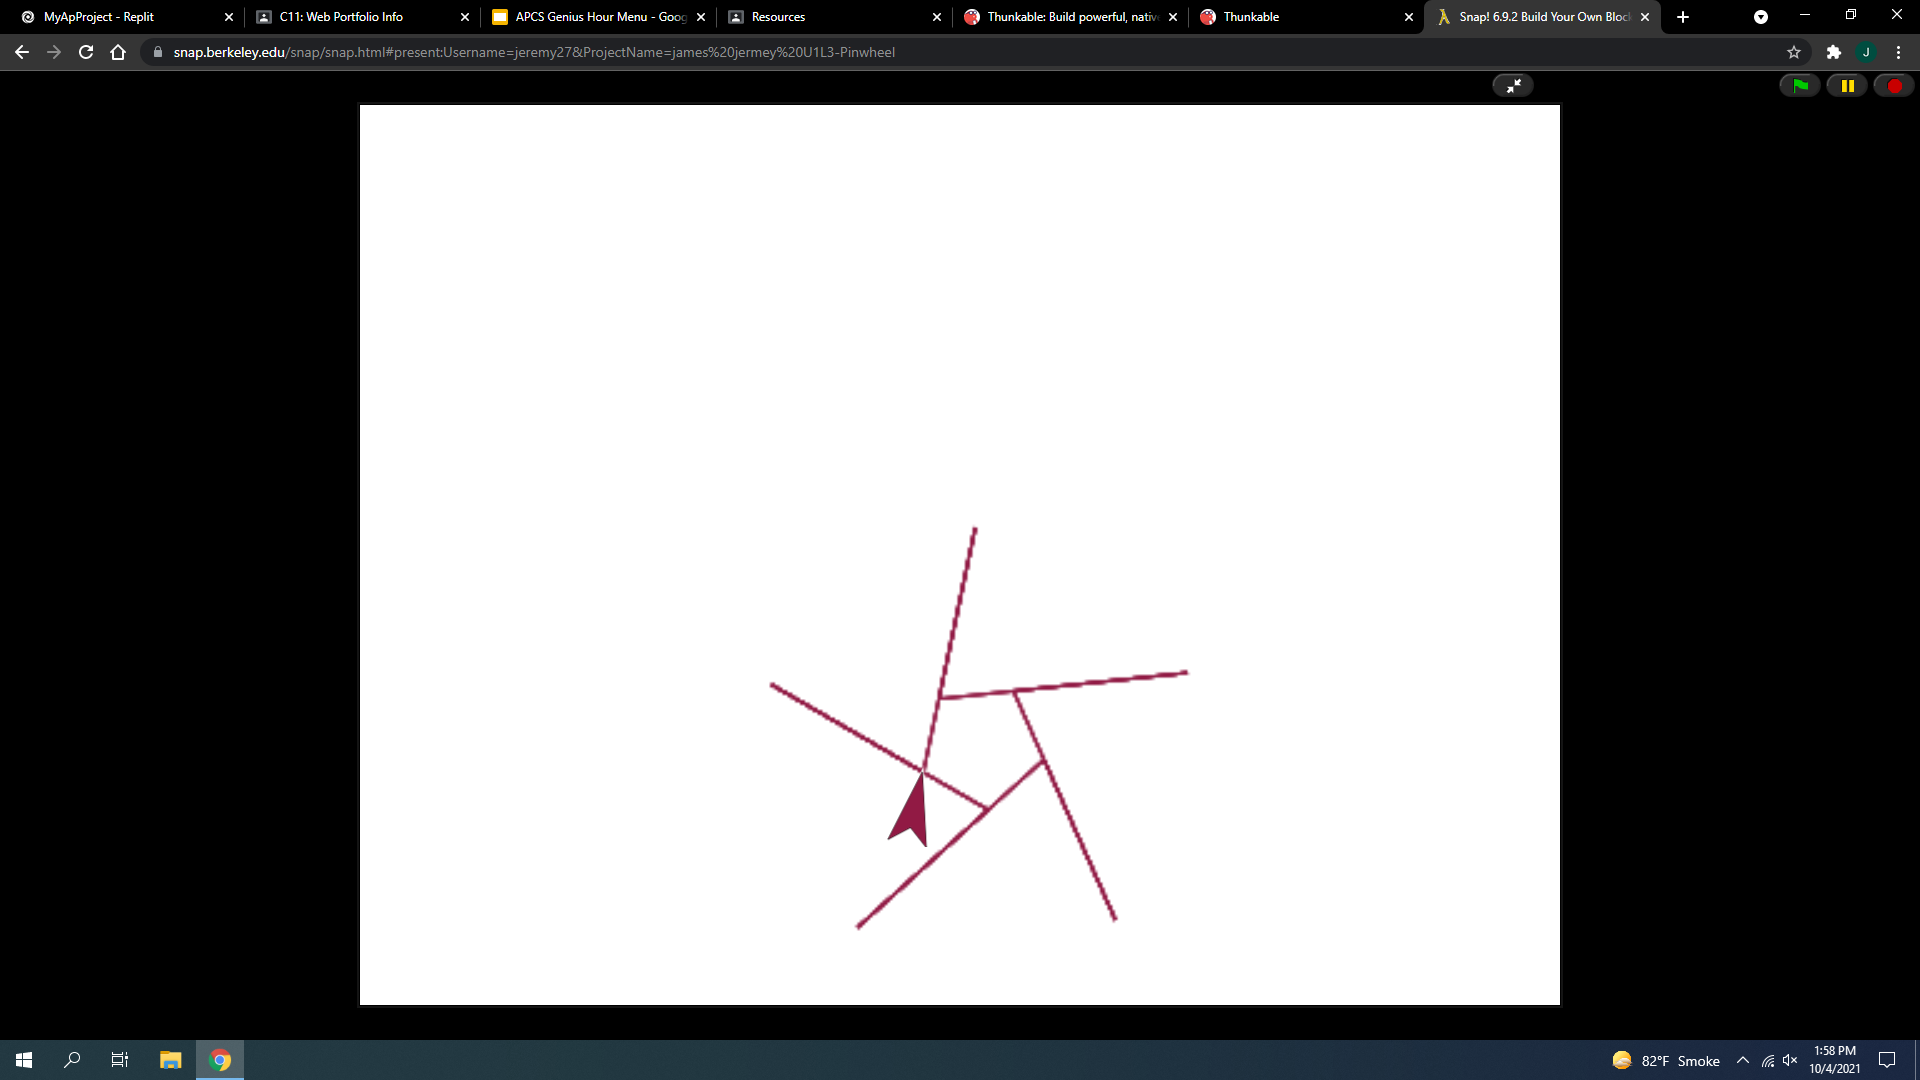 MyApProject - Replit
C11: Web Portfolio Info
APCS Genius Hour Menu - Goog
Resources
Thunkable: Build powerful, nativ
Thunkable
Snap! 6.9.2 Build Your Own Block
snap.berkeley.edu/snap/snap.html#present:Username=jeremy27&ProjectName=james%20jermey%20U1L3-Pinwheel
J
82°F Smoke
1:58 PM
10/4/2021